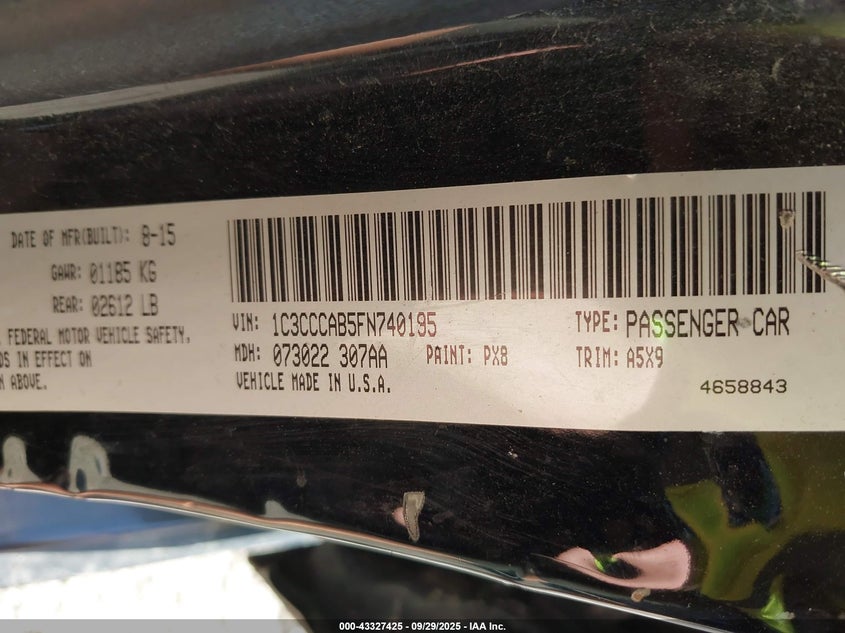 DATE OF MFR(BUILT): 8-15
GAWR: 01185 KG
REAR: 02612 LB
FEDERAL MOTOR VEHICLE SAFETY,
DS IN EFFECT ON
N ABOVE.
VIN: 1C3CCCAB5FN740195
TYPE: PASSENGER CAR
MDH: 073022 307AA PAINT: PX8 TRIM: A5X9
VEHICLE MADE IN U.S.A.
4658843
000-43327425 - 09/29/2025 - IAA Inc.